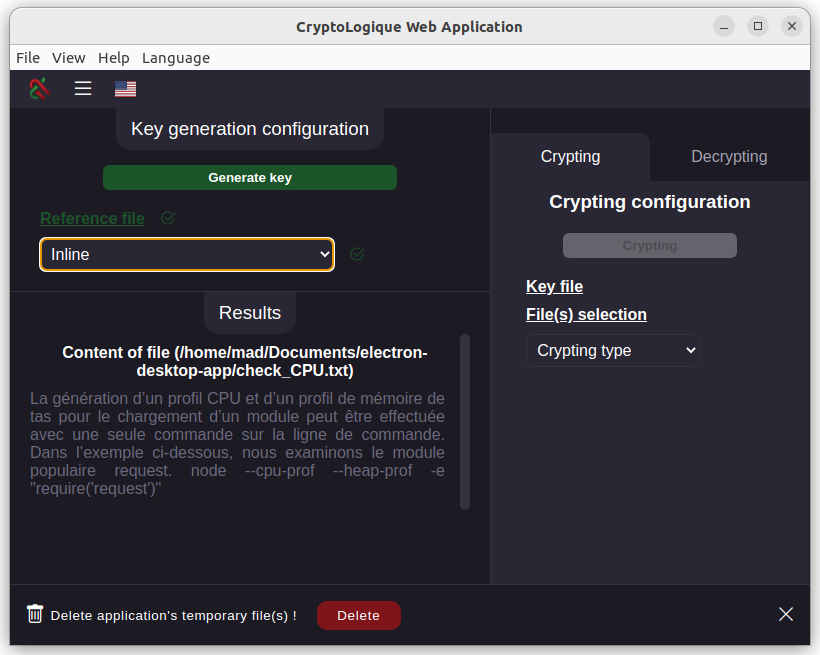 CryptoLogique Web Application
File View Help Language
Key generation configuration
Generate key
Reference file
Inline
Results
Content of file (/home/mad/Documents/electron-
desktop-app/check_CPU.txt)
La génération d’un profil CPU et d’un profil de mémoire de
tas pour le chargement d’un module peut être effectuée
avec une seule commande sur la ligne de commande.
Dans l’exemple ci-dessous, nous examinons le module
populaire request. node --cpu-prof --heap-prof -e
"require('request')"
Crypting Decrypting
Crypting configuration
Crypting
Key file
File(s) selection
Crypting type
Delete application's temporary file(s) ! Delete